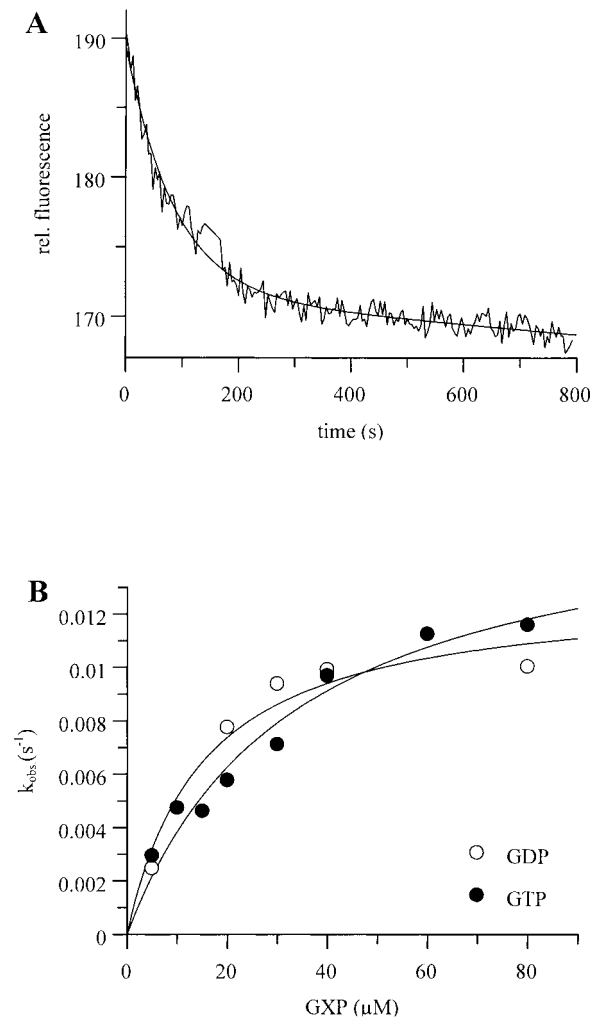 A
190
180
170
rel. fluorescence
0 200 400 600 800
time (s)
B
0.012
0.01
0.008
0.006
0.004
0.002
0
k_obs (s⁻¹)
GDP
GTP
0 20 40 60 80
GXP (µM)